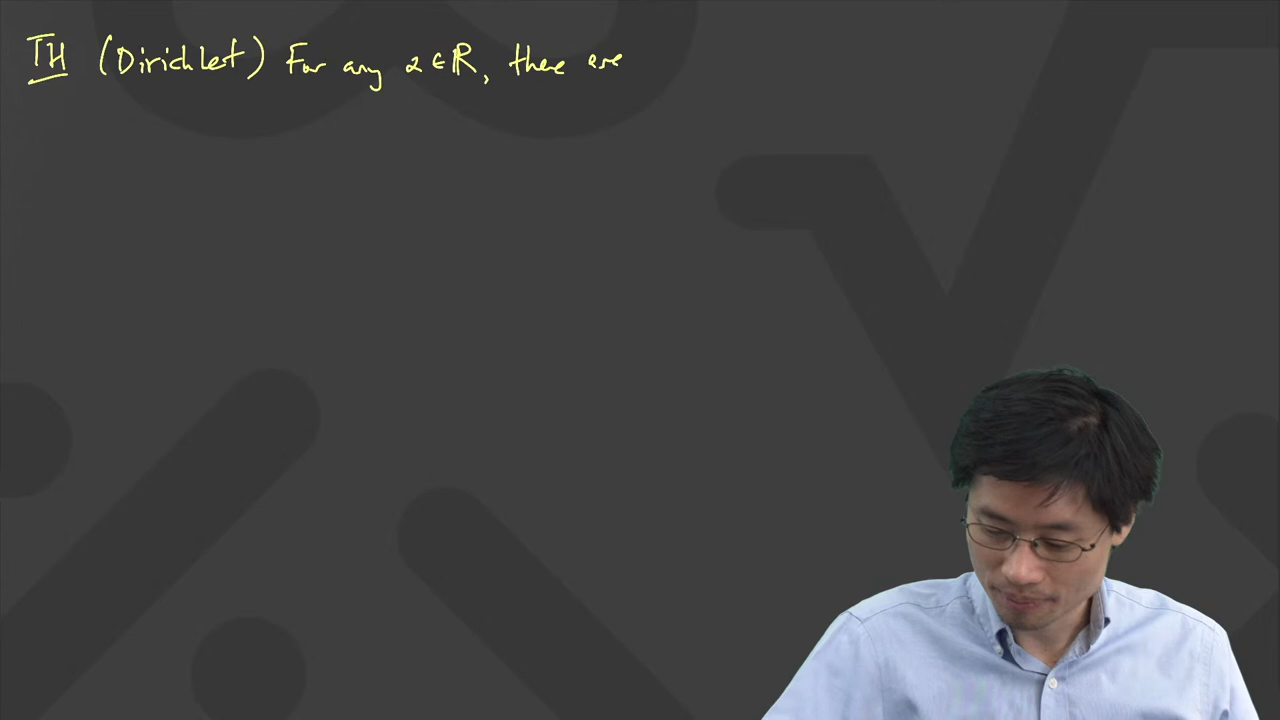 TH (Dirichlet) For any α ∈ ℝ, there are